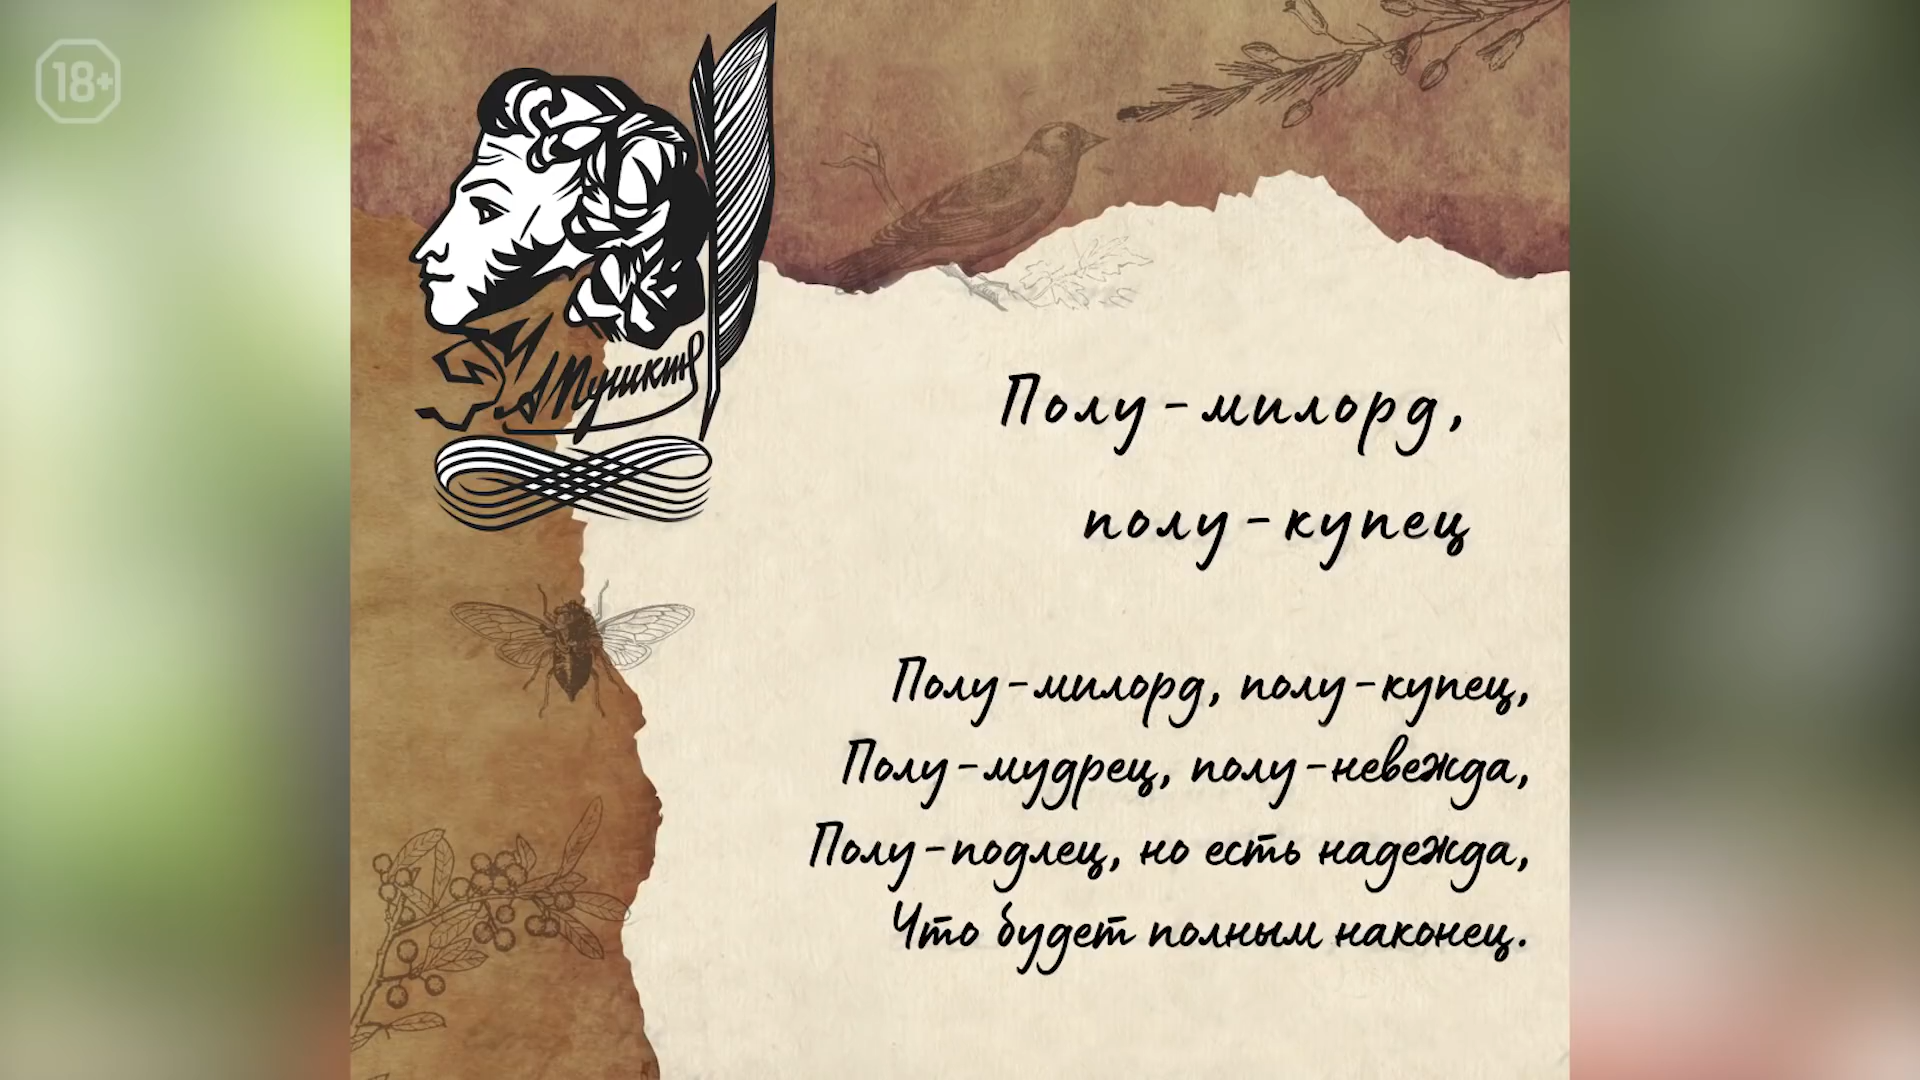 18+
А Пушкин
Полу-милорд,
полу-купец
Полу-милорд, полу-купец,
Полу-мудрец, полу-невежда,
Полу-подлец, но есть надежда,
Что будет полным наконец.